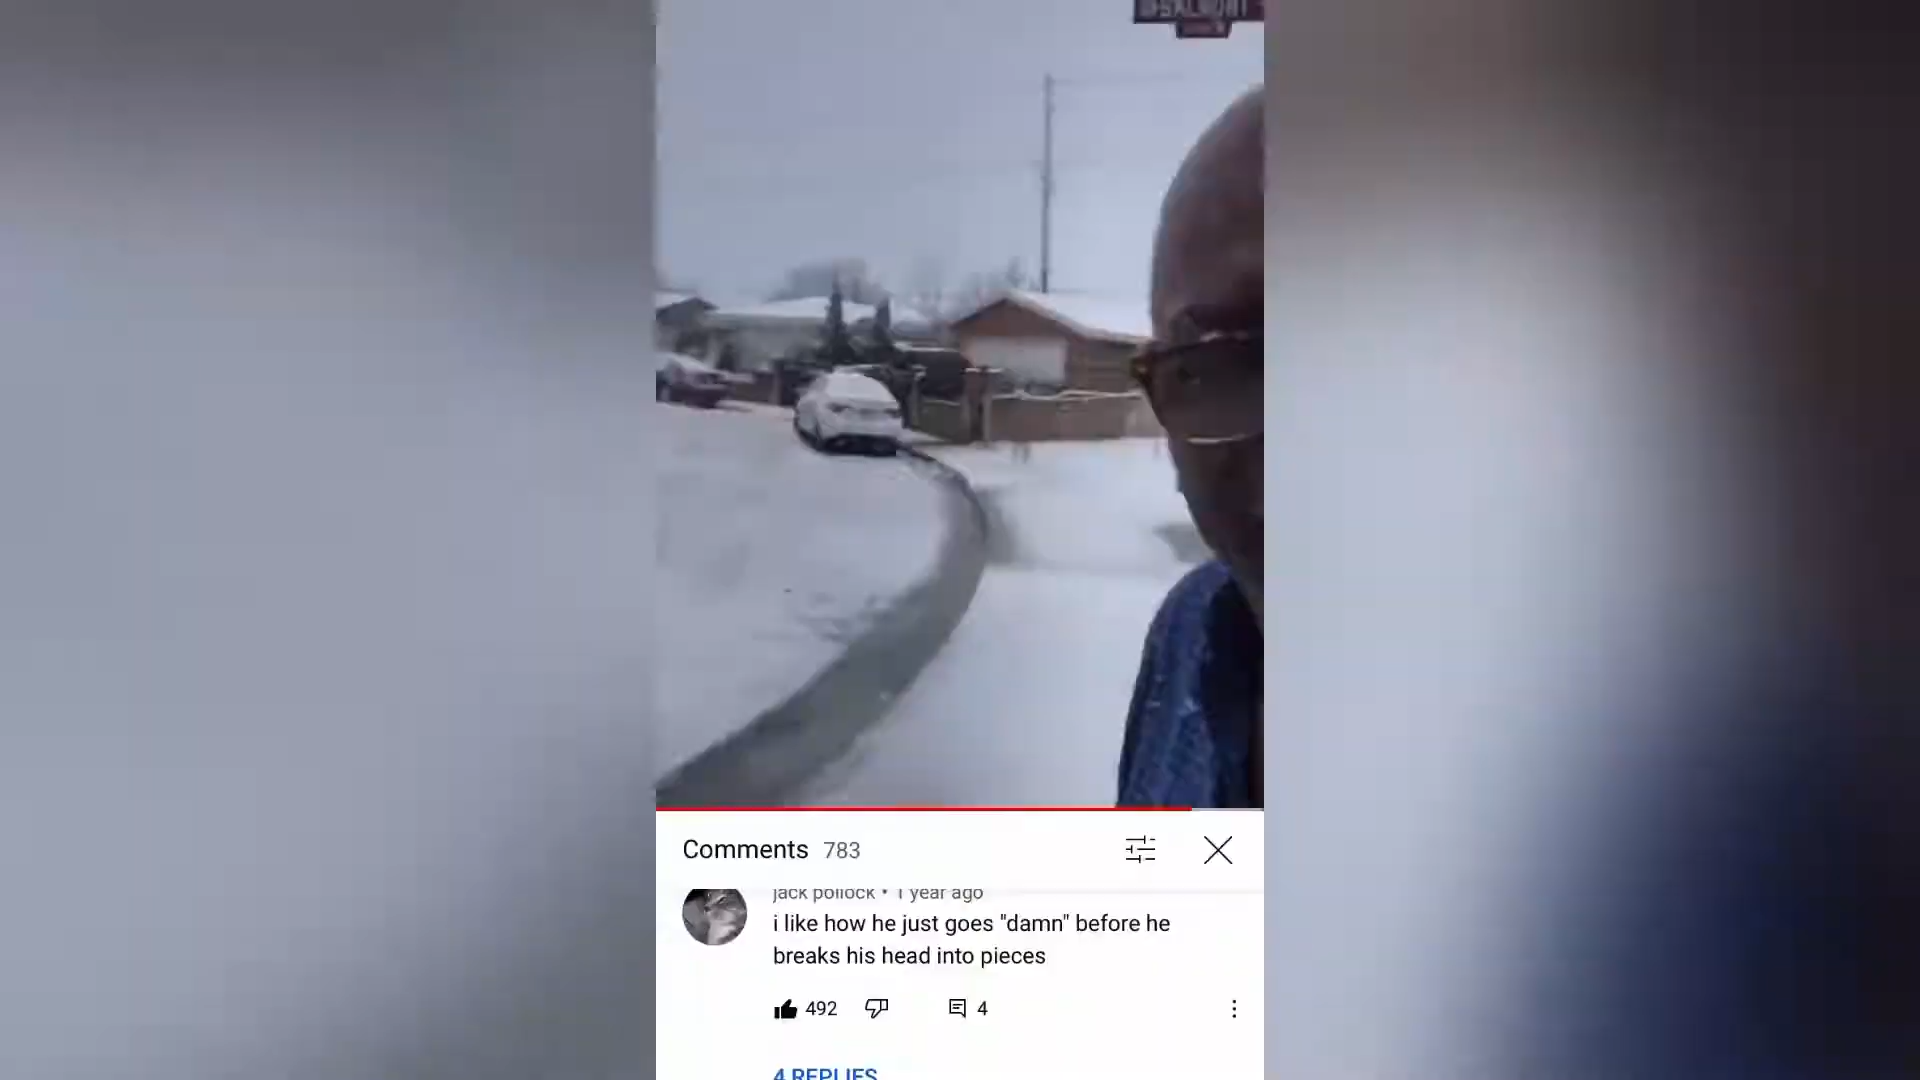 Comments 783
jack pollock • 1 year ago
i like how he just goes "damn" before he
breaks his head into pieces
492 4
4 REPLIES